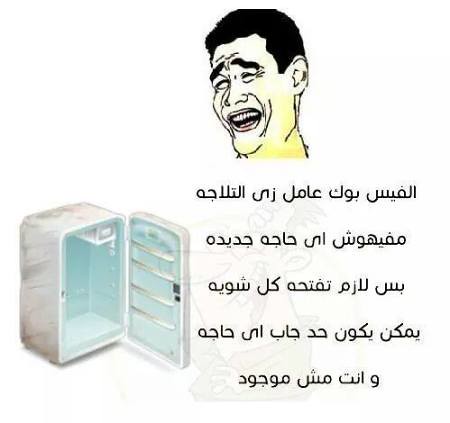 الفيس بوك عامل زى التلاجه
مفيهوش اى حاجه جديده
بس لازم تفتحه كل شويه
يمكن يكون حد جاب اى حاجه
و انت مش موجود